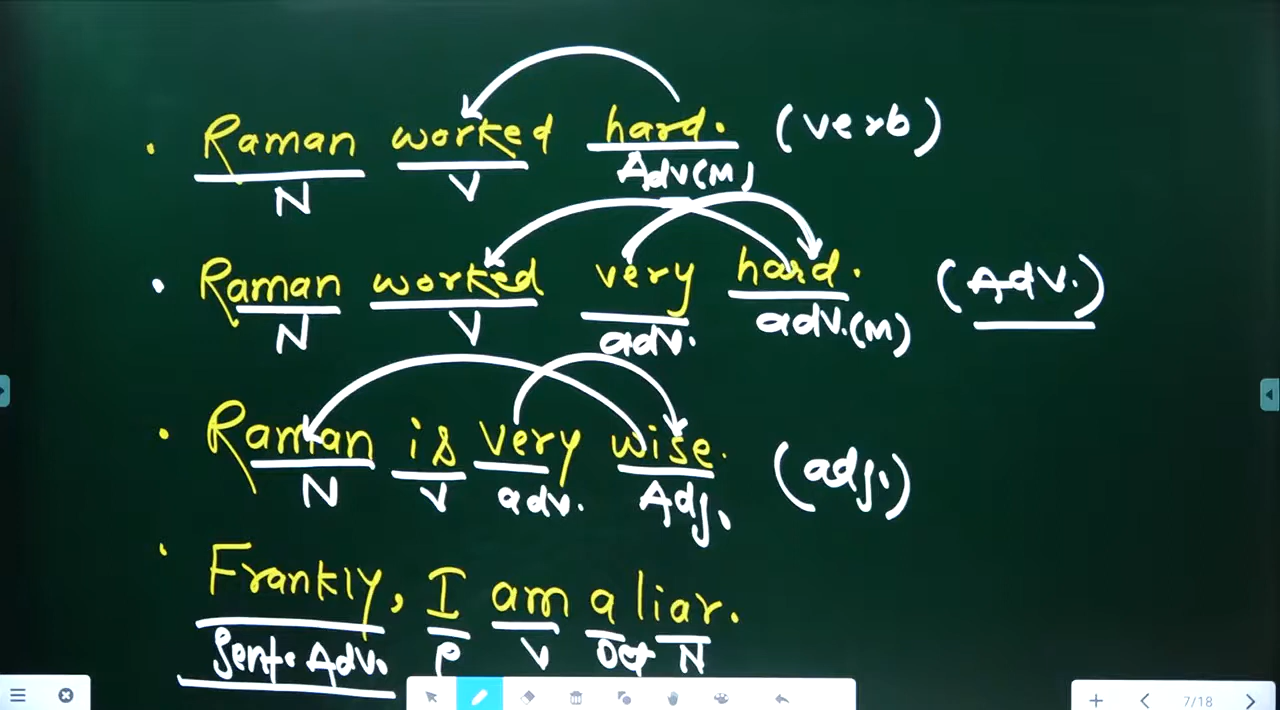 . Raman worked hard. (verb)
N V Adv(M)
. Raman worked very hard. (Adv.)
N V adv. adv.(M)
. Raman is very wise. (adj.)
N V adv. Adj.
. Frankly, I am a liar.
Sent. Adv. P V Det N
7/18